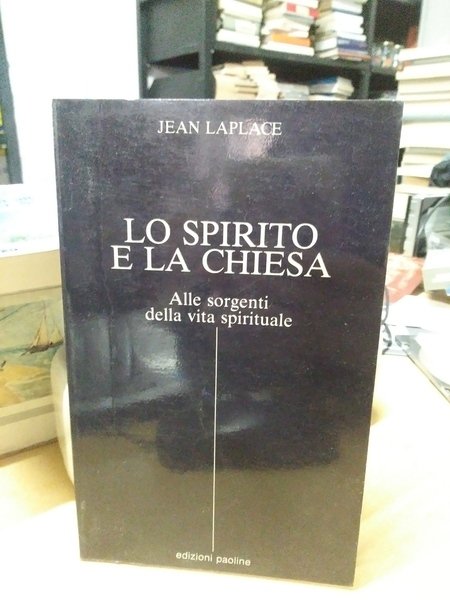 JEAN LAPLACE
LO SPIRITO
E LA CHIESA
Alle sorgenti
della vita spirituale
edizioni paoline